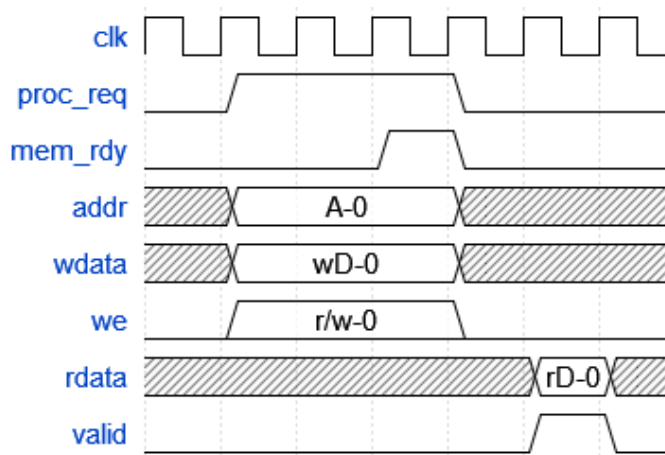 clk
proc_req
mem_rdy
addr A-0
wdata wD-0
we r/w-0
rdata rD-0
valid